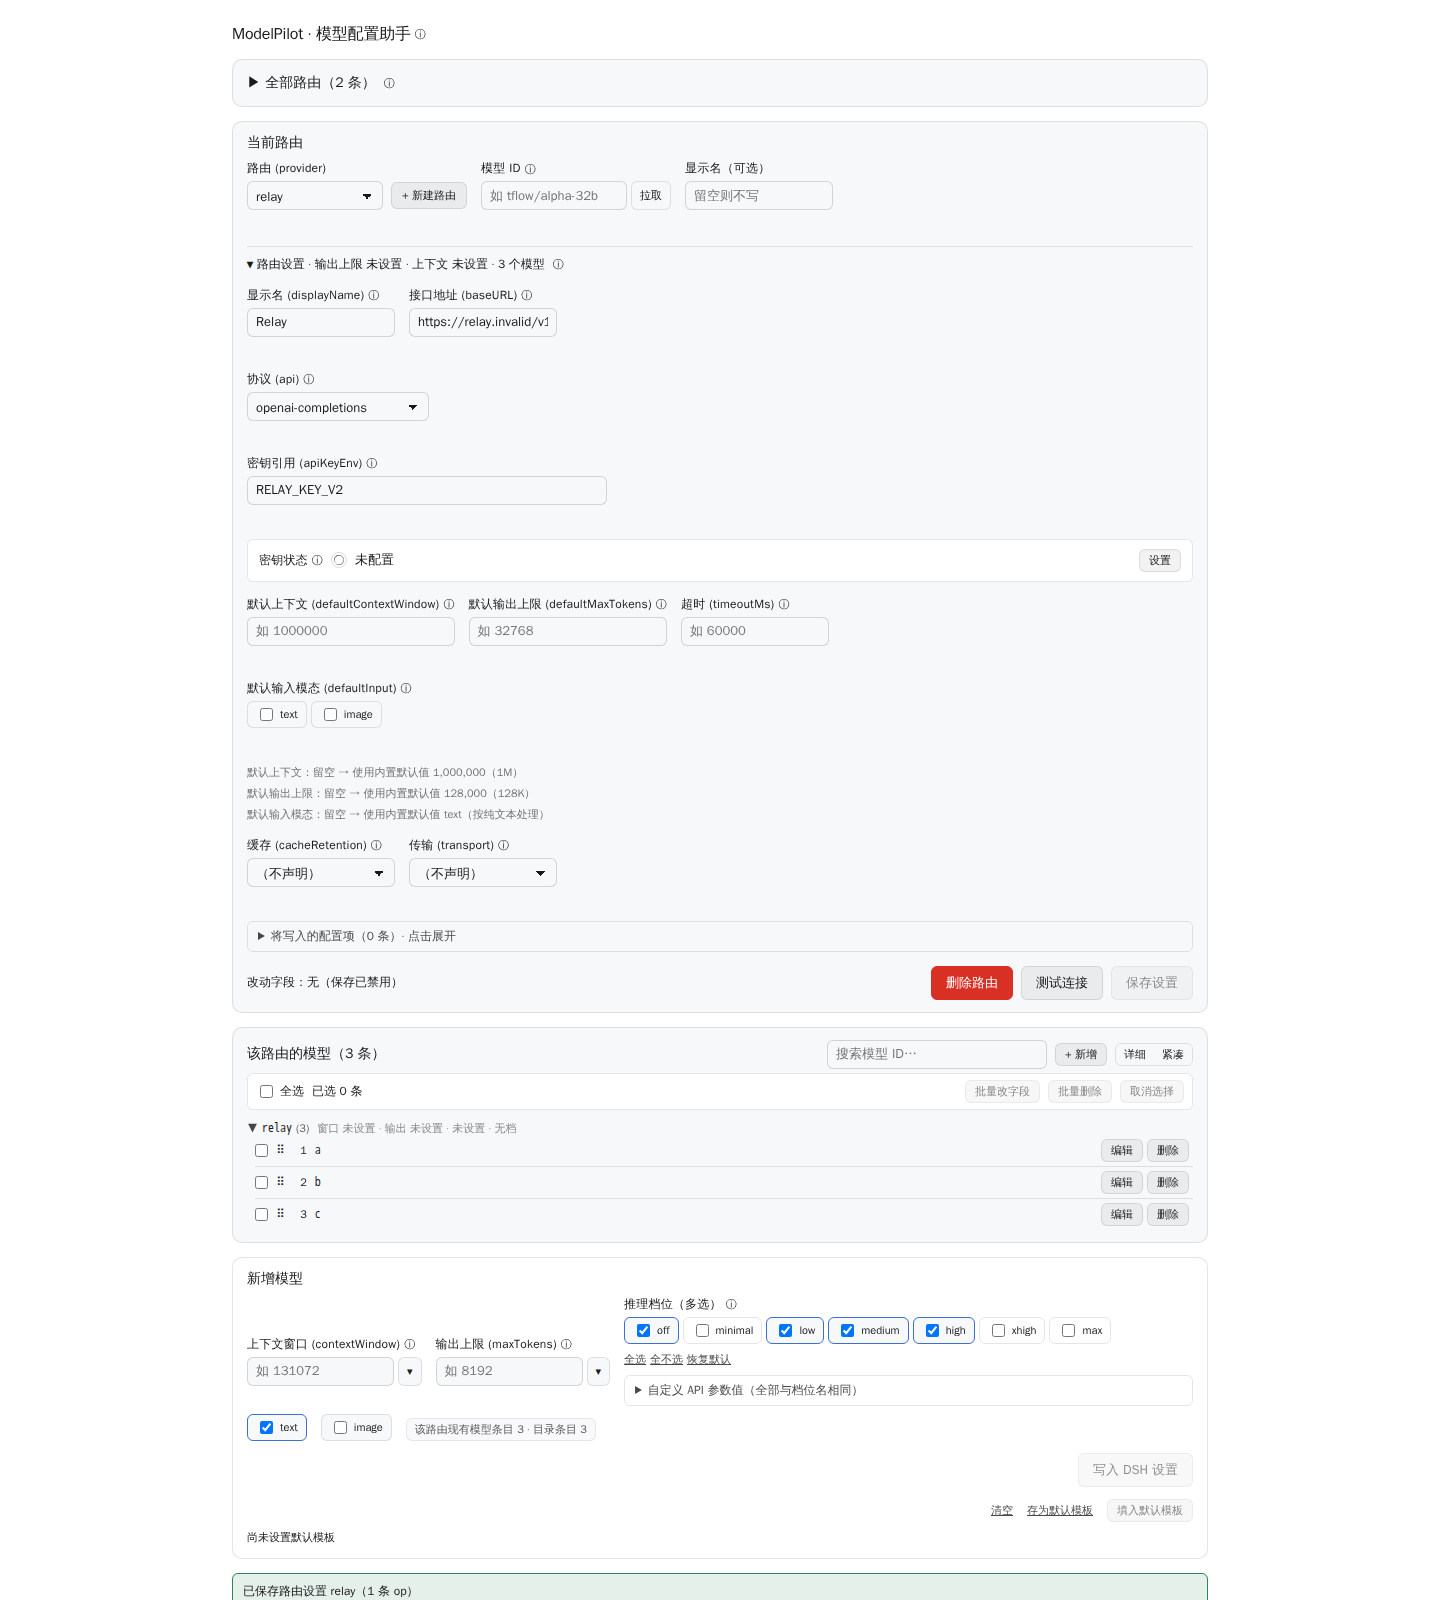 ModelPilot · 模型配置助手 ⓘ
▶ 全部路由（2 条） ⓘ
当前路由
路由 (provider) 模型 ID ⓘ 显示名（可选）
relay + 新建路由 如 tflow/alpha-32b 拉取 留空则不写
▼ 路由设置 · 输出上限 未设置 · 上下文 未设置 · 3 个模型 ⓘ
显示名 (displayName) ⓘ 接口地址 (baseURL) ⓘ
Relay https://relay.invalid/v1
协议 (api) ⓘ
openai-completions
密钥引用 (apiKeyEnv) ⓘ
RELAY_KEY_V2
密钥状态 ⓘ 未配置 设置
默认上下文 (defaultContextWindow) ⓘ 默认输出上限 (defaultMaxTokens) ⓘ 超时 (timeoutMs) ⓘ
如 1000000 如 32768 如 60000
默认输入模态 (defaultInput) ⓘ
text image
默认上下文：留空 → 使用内置默认值 1,000,000（1M）
默认输出上限：留空 → 使用内置默认值 128,000（128K）
默认输入模态：留空 → 使用内置默认值 text（按纯文本处理）
缓存 (cacheRetention) ⓘ 传输 (transport) ⓘ
（不声明） （不声明）
▶ 将写入的配置项（0 条）· 点击展开
改动字段：无（保存已禁用） 删除路由 测试连接 保存设置
该路由的模型（3 条） 搜索模型 ID… + 新增 详细 紧凑
全选 已选 0 条 批量改字段 批量删除 取消选择
▼ relay (3) 窗口 未设置 · 输出 未设置 · 未设置 · 无档
⠿ 1 a 编辑 删除
⠿ 2 b 编辑 删除
⠿ 3 c 编辑 删除
新增模型
推理档位（多选） ⓘ
off minimal low medium high xhigh max
上下文窗口 (contextWindow) ⓘ 输出上限 (maxTokens) ⓘ
全选 全不选 恢复默认
如 131072 ▾ 如 8192 ▾
▶ 自定义 API 参数值（全部与档位名相同）
text image 该路由现有模型条目 3 · 目录条目 3
写入 DSH 设置
清空 存为默认模板 填入默认模板
尚未设置默认模板
已保存路由设置 relay（1 条 op）